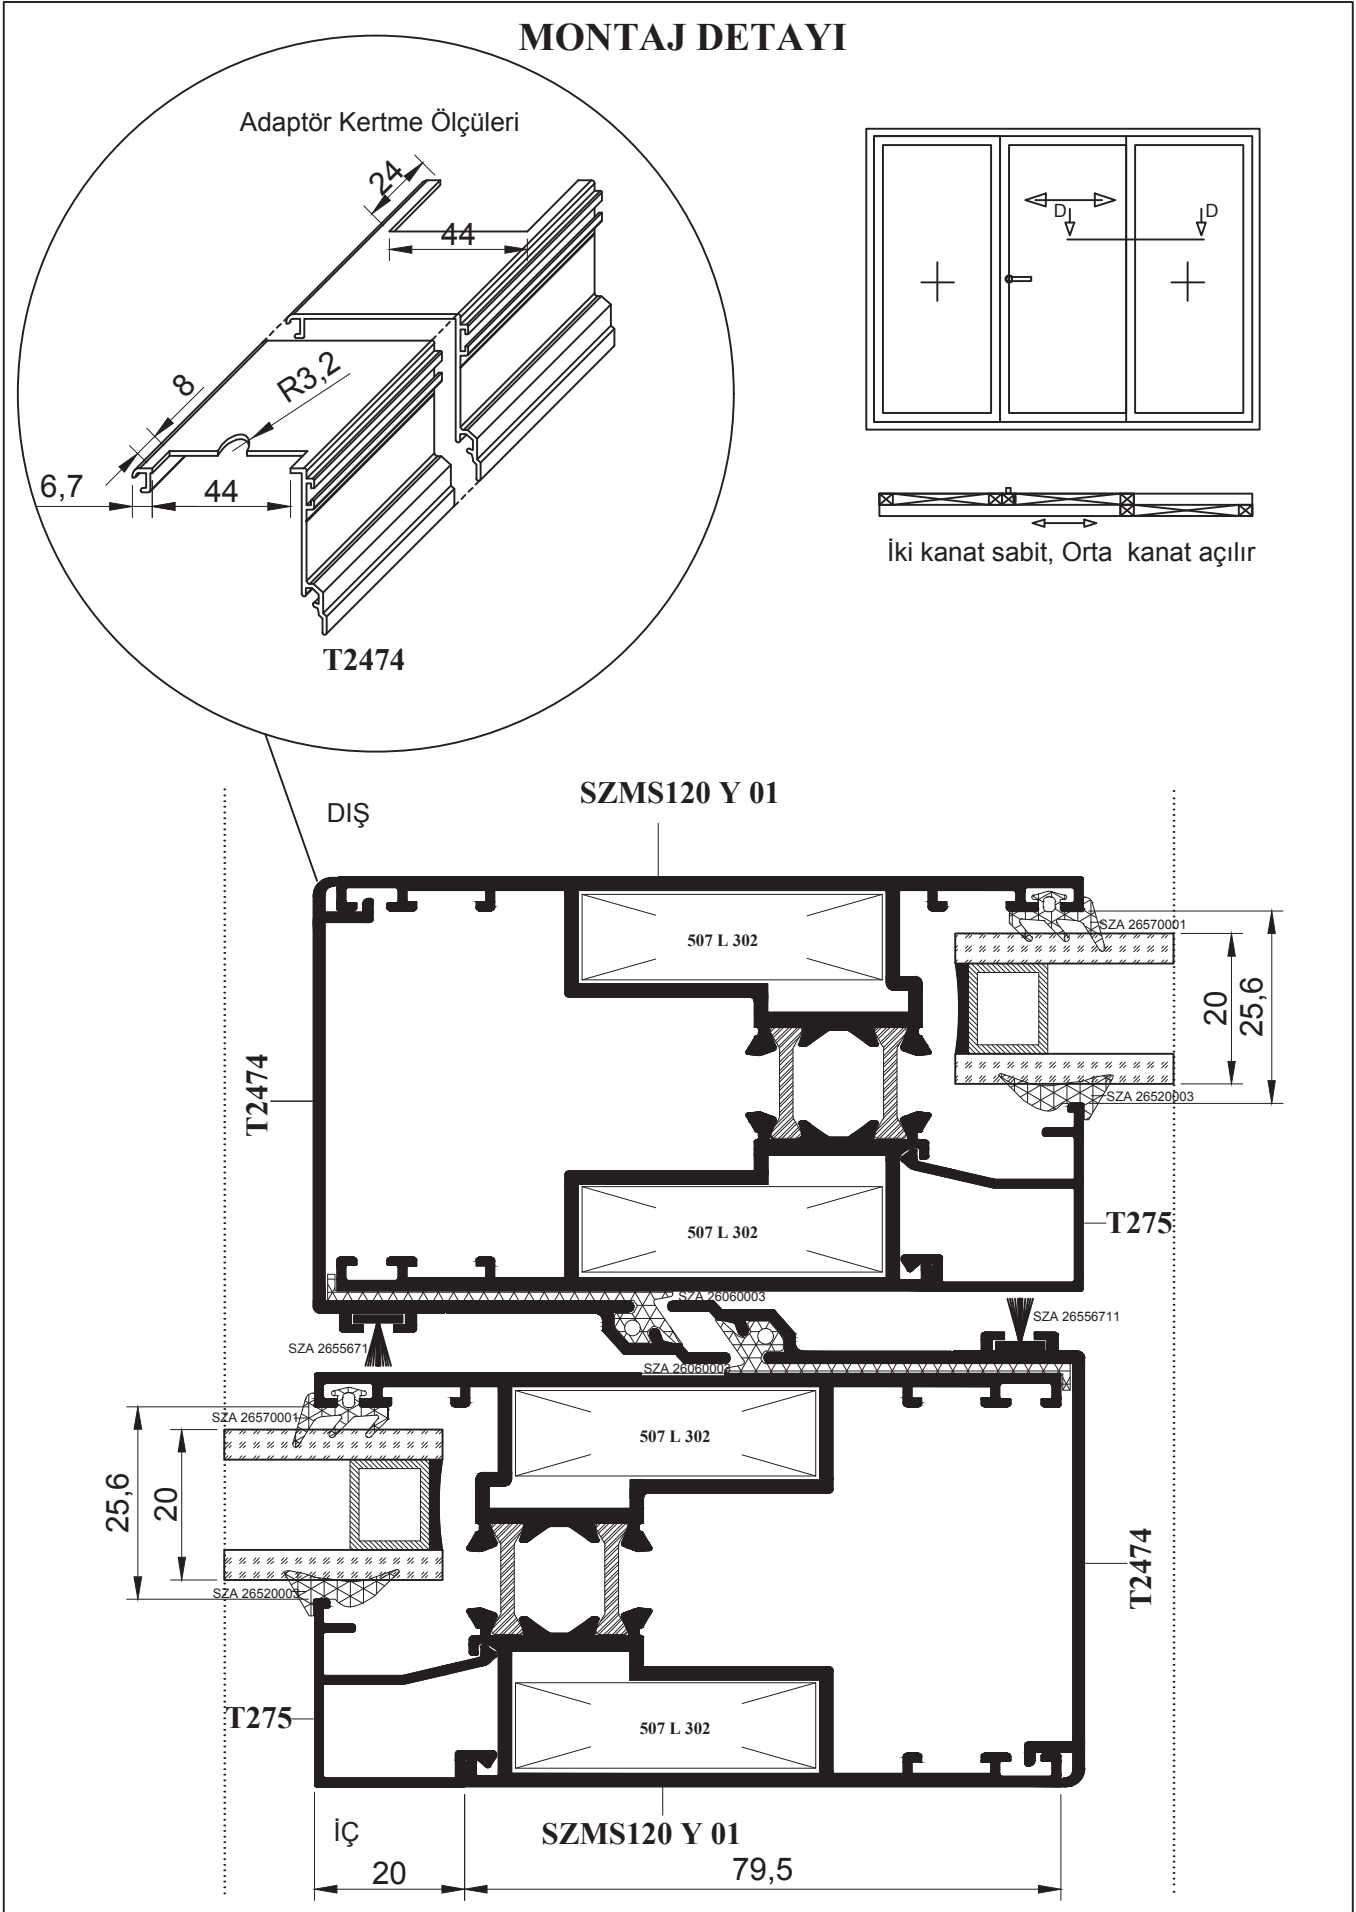 MONTAJ DETAYI
Adaptör Kertme Ölçüleri
24
44
8
R3,2
6,7
44
T2474
D
D
İki kanat sabit, Orta kanat açılır
DIŞ
SZMS120 Y 01
507 L 302
SZA 26570001
20
25,6
SZA 26520003
T2474
507 L 302
T275
SZA 26060003
SZA 2655671
SZA 26556711
SZA 26060003
SZA 26570001
507 L 302
25,6
20
SZA 26520003
T2474
T275
507 L 302
İÇ
SZMS120 Y 01
20
79,5